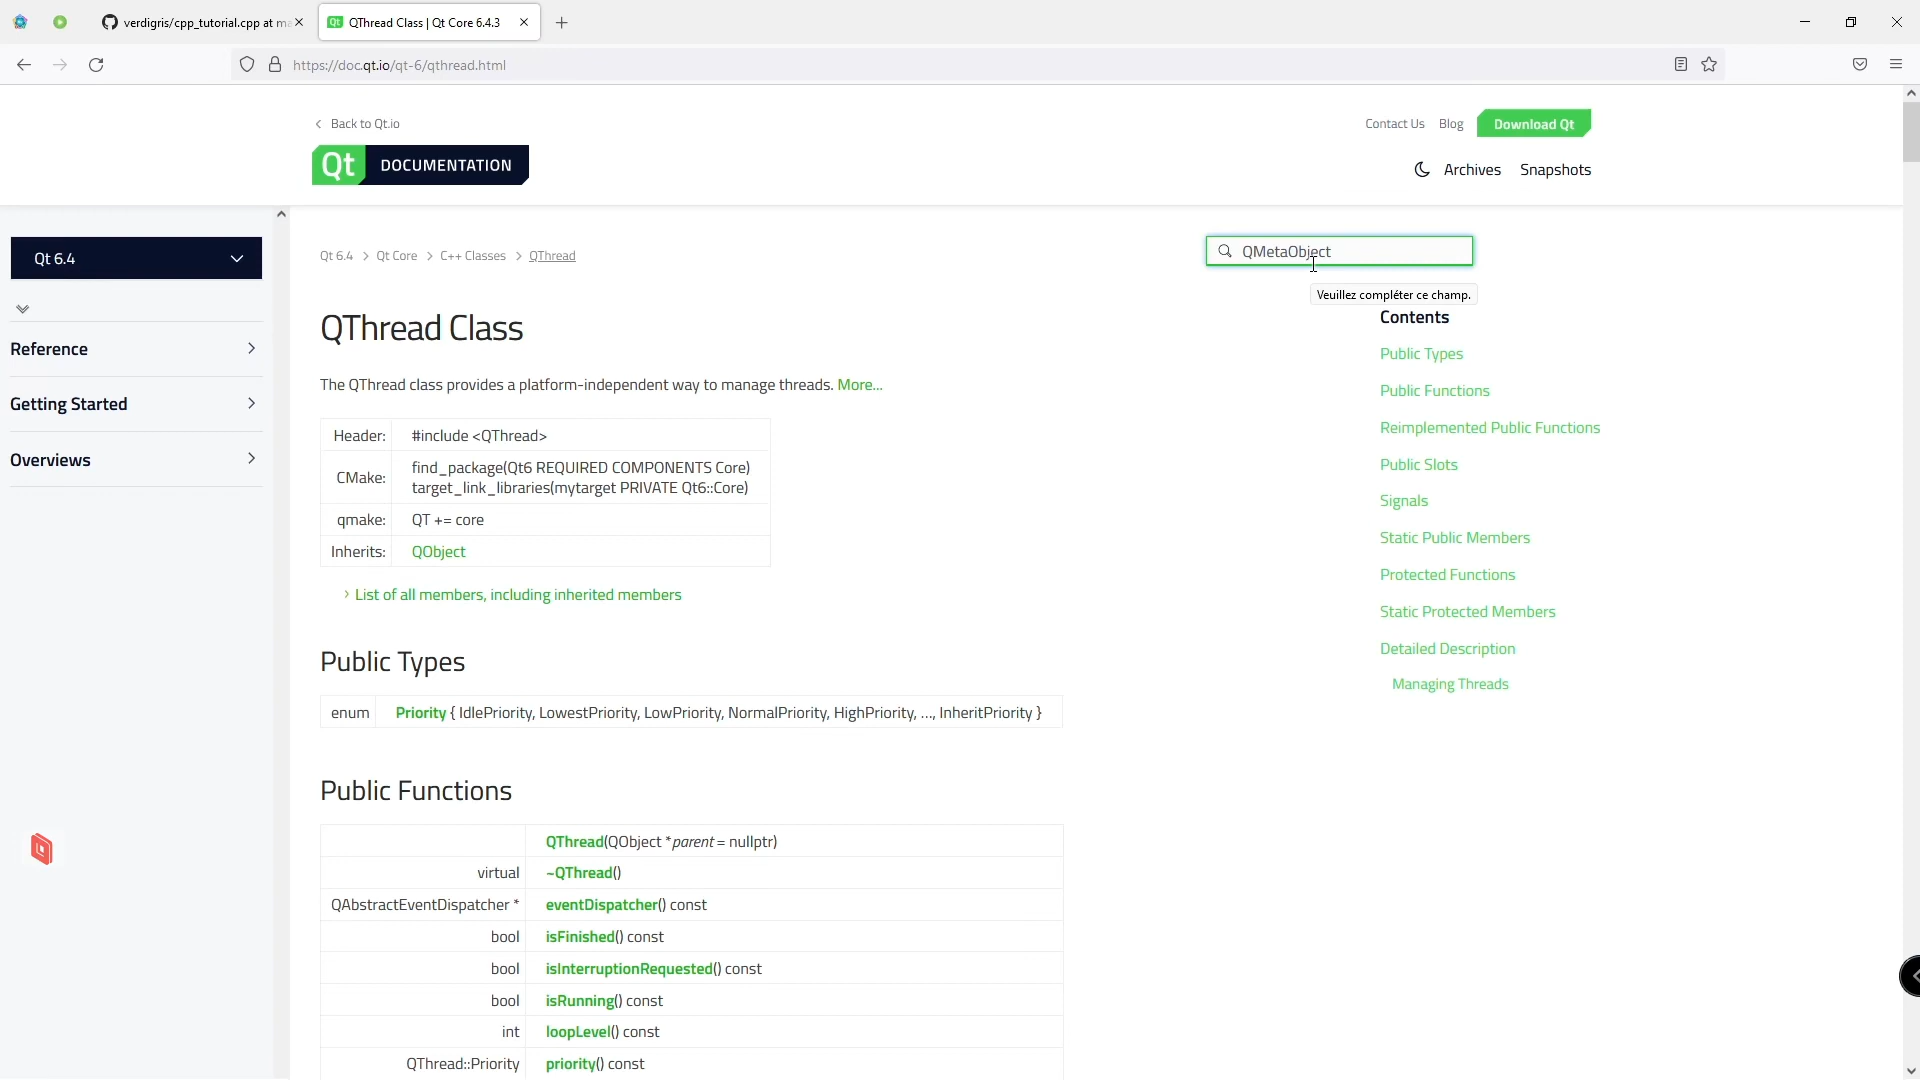 verdigris/cpp_tutorial.cpp at ma
QThread Class | Qt Core 6.4.3
https://doc.qt.io/qt-6/qthread.html
Back to Qt.io
Contact Us
Blog
Download Qt
Qt DOCUMENTATION
Archives
Snapshots
Qt 6.4
Reference
Getting Started
Overviews
Qt 6.4 > Qt Core > C++ Classes > QThread
QMetaObject
Veuillez compléter ce champ.
QThread Class
The QThread class provides a platform-independent way to manage threads. More...
Header: #include <QThread>
CMake: find_package(Qt6 REQUIRED COMPONENTS Core)
target_link_libraries(mytarget PRIVATE Qt6::Core)
qmake: QT += core
Inherits: QObject
List of all members, including inherited members
Public Types
enum Priority { IdlePriority, LowestPriority, LowPriority, NormalPriority, HighPriority, …, InheritPriority }
Public Functions
QThread(QObject *parent = nullptr)
virtual ~QThread()
QAbstractEventDispatcher * eventDispatcher() const
bool isFinished() const
bool isInterruptionRequested() const
bool isRunning() const
int loopLevel() const
QThread::Priority priority() const
Contents
Public Types
Public Functions
Reimplemented Public Functions
Public Slots
Signals
Static Public Members
Protected Functions
Static Protected Members
Detailed Description
Managing Threads